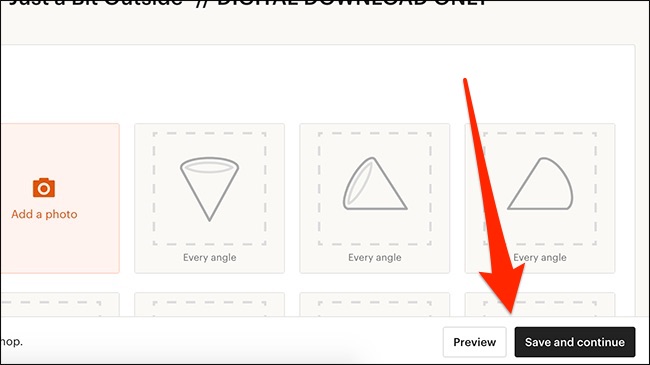 "Just a Bit Outside" // DIGITAL DOWNLOAD ONLY
Add a photo
Every angle
Every angle
Every angle
hop.
Preview
Save and continue